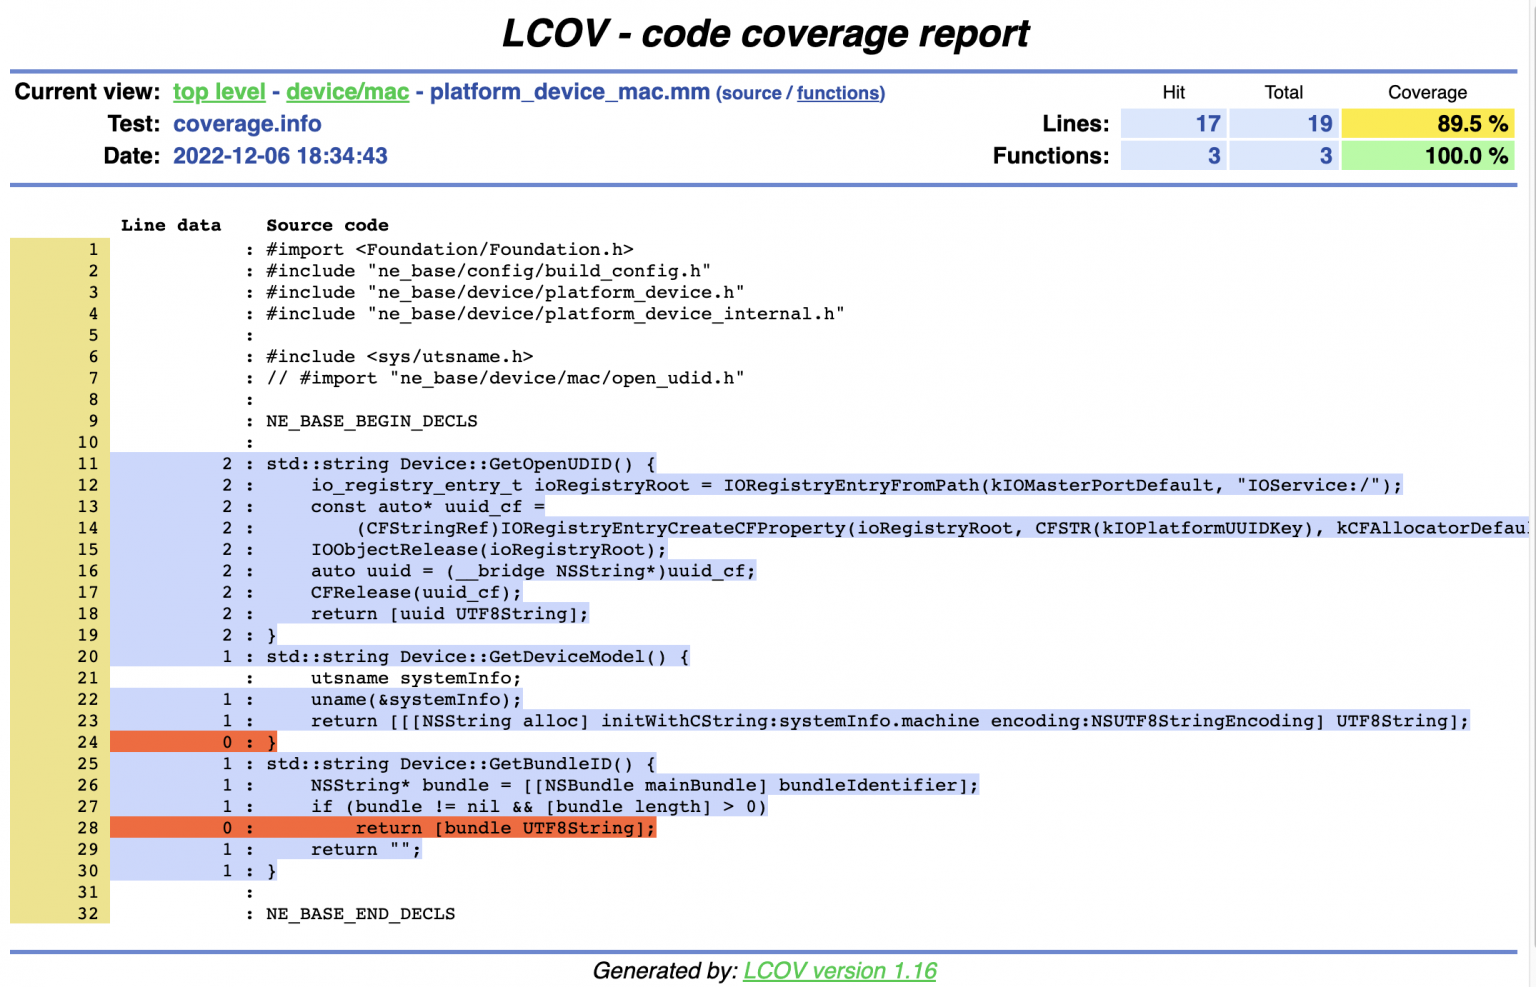 LCOV - code coverage report
Current view: top level - device/mac - platform_device_mac.mm (source / functions) Hit Total Coverage
Test: coverage.info Lines: 17 19 89.5 %
Date: 2022-12-06 18:34:43 Functions: 3 3 100.0 %
Line data Source code
1 : #import <Foundation/Foundation.h>
2 : #include "ne_base/config/build_config.h"
3 : #include "ne_base/device/platform_device.h"
4 : #include "ne_base/device/platform_device_internal.h"
5 :
6 : #include <sys/utsname.h>
7 : // #import "ne_base/device/mac/open_udid.h"
8 :
9 : NE_BASE_BEGIN_DECLS
10 :
11 2 : std::string Device::GetOpenUDID() {
12 2 :     io_registry_entry_t ioRegistryRoot = IORegistryEntryFromPath(kIOMasterPortDefault, "IOService:/");
13 2 :     const auto* uuid_cf =
14 2 :         (CFStringRef)IORegistryEntryCreateCFProperty(ioRegistryRoot, CFSTR(kIOPlatformUUIDKey), kCFAllocatorDefau
15 2 :     IOObjectRelease(ioRegistryRoot);
16 2 :     auto uuid = (__bridge NSString*)uuid_cf;
17 2 :     CFRelease(uuid_cf);
18 2 :     return [uuid UTF8String];
19 2 : }
20 1 : std::string Device::GetDeviceModel() {
21 :     utsname systemInfo;
22 1 :     uname(&systemInfo);
23 1 :     return [[[NSString alloc] initWithCString:systemInfo.machine encoding:NSUTF8StringEncoding] UTF8String];
24 0 : }
25 1 : std::string Device::GetBundleID() {
26 1 :     NSString* bundle = [[NSBundle mainBundle] bundleIdentifier];
27 1 :     if (bundle != nil && [bundle length] > 0)
28 0 :         return [bundle UTF8String];
29 1 :     return "";
30 1 : }
31 :
32 : NE_BASE_END_DECLS
Generated by: LCOV version 1.16